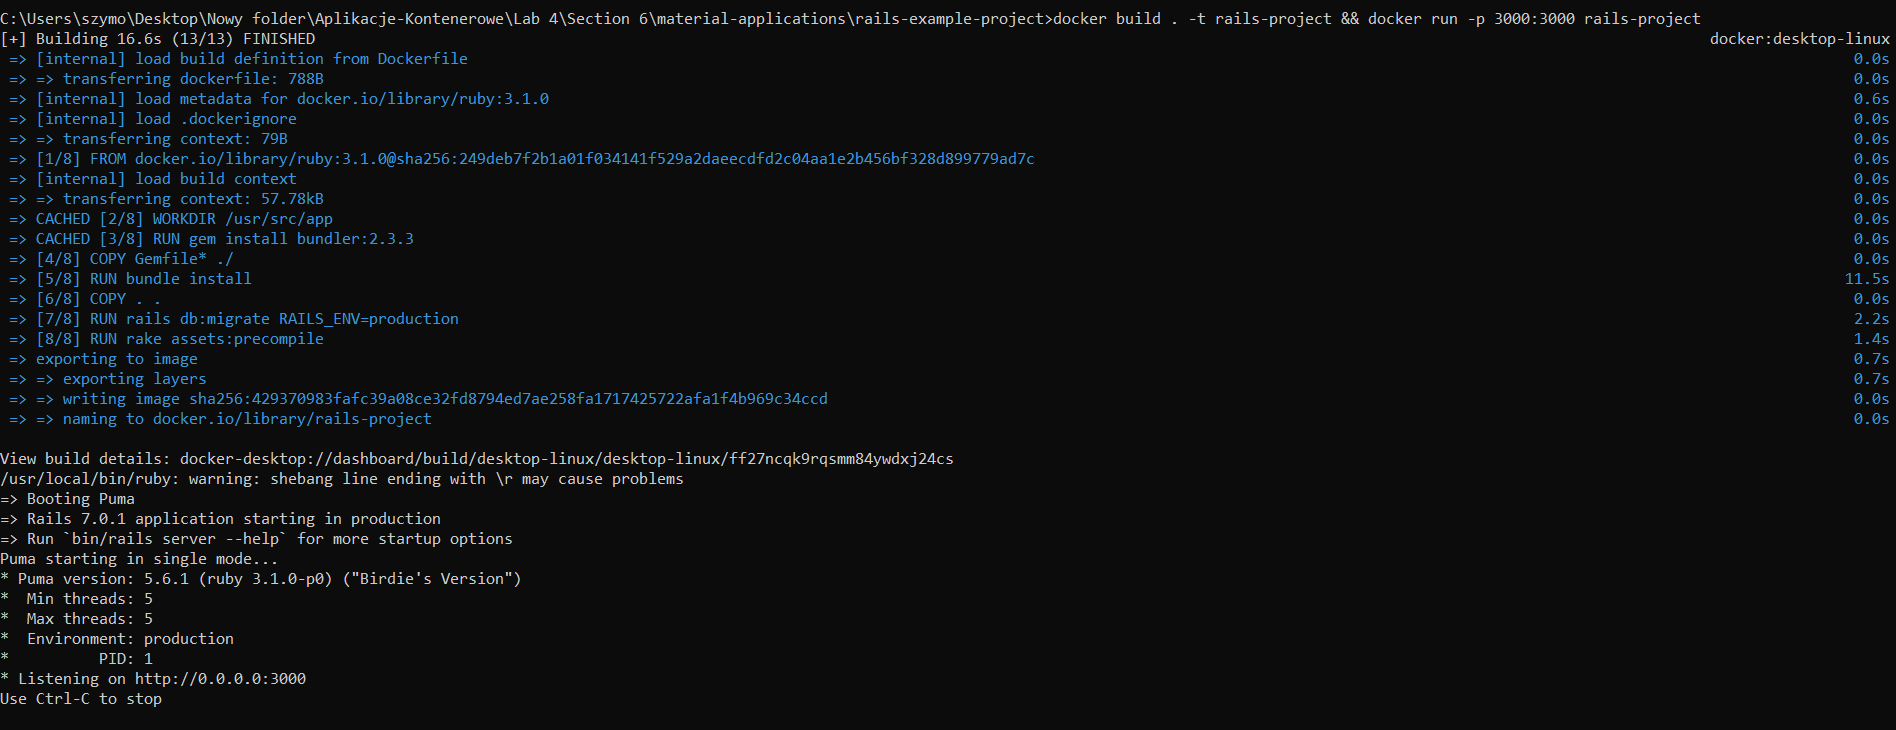 C:\Users\szymo\Desktop\Nowy folder\Aplikacje-Kontenerowe\Lab 4\Section 6\material-applications\rails-example-project>docker build . -t rails-project && docker run -p 3000:3000 rails-project
[+] Building 16.6s (13/13) FINISHED docker:desktop-linux
=> [internal] load build definition from Dockerfile 0.0s
=> => transferring dockerfile: 788B 0.0s
=> [internal] load metadata for docker.io/library/ruby:3.1.0 0.6s
=> [internal] load .dockerignore 0.0s
=> => transferring context: 79B 0.0s
=> [1/8] FROM docker.io/library/ruby:3.1.0@sha256:249deb7f2b1a01f034141f529a2daeecdfd2c04aa1e2b456bf328d899779ad7c 0.0s
=> [internal] load build context 0.0s
=> => transferring context: 57.78kB 0.0s
=> CACHED [2/8] WORKDIR /usr/src/app 0.0s
=> CACHED [3/8] RUN gem install bundler:2.3.3 0.0s
=> [4/8] COPY Gemfile* ./ 0.0s
=> [5/8] RUN bundle install 11.5s
=> [6/8] COPY . . 0.0s
=> [7/8] RUN rails db:migrate RAILS_ENV=production 2.2s
=> [8/8] RUN rake assets:precompile 1.4s
=> exporting to image 0.7s
=> => exporting layers 0.7s
=> => writing image sha256:429370983fafc39a08ce32fd8794ed7ae258fa1717425722afa1f4b969c34ccd 0.0s
=> => naming to docker.io/library/rails-project 0.0s
View build details: docker-desktop://dashboard/build/desktop-linux/desktop-linux/ff27ncqk9rqsmm84ywdxj24cs
/usr/local/bin/ruby: warning: shebang line ending with \r may cause problems
=> Booting Puma
=> Rails 7.0.1 application starting in production
=> Run `bin/rails server --help` for more startup options
Puma starting in single mode...
* Puma version: 5.6.1 (ruby 3.1.0-p0) ("Birdie's Version")
*  Min threads: 5
*  Max threads: 5
*  Environment: production
*          PID: 1
* Listening on http://0.0.0.0:3000
Use Ctrl-C to stop